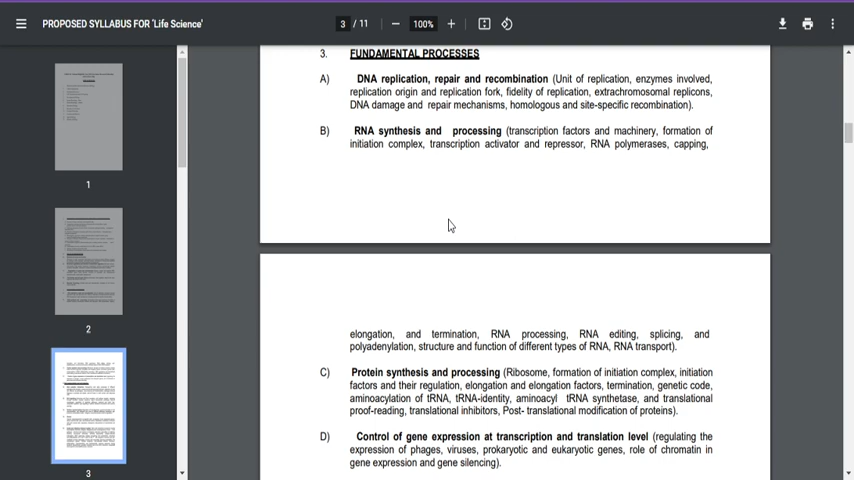 PROPOSED SYLLABUS FOR 'Life Science'
3 / 11
100%
3. FUNDAMENTAL PROCESSES
A) DNA replication, repair and recombination (Unit of replication, enzymes involved,
replication origin and replication fork, fidelity of replication, extrachromosomal replicons,
DNA damage and repair mechanisms, homologous and site-specific recombination).
B) RNA synthesis and processing (transcription factors and machinery, formation of
initiation complex, transcription activator and repressor, RNA polymerases, capping,
elongation, and termination, RNA processing, RNA editing, splicing, and
polyadenylation, structure and function of different types of RNA, RNA transport).
C) Protein synthesis and processing (Ribosome, formation of initiation complex, initiation
factors and their regulation, elongation and elongation factors, termination, genetic code,
aminoacylation of tRNA, tRNA-identity, aminoacyl tRNA synthetase, and translational
proof-reading, translational inhibitors, Post- translational modification of proteins).
D) Control of gene expression at transcription and translation level (regulating the
expression of phages, viruses, prokaryotic and eukaryotic genes, role of chromatin in
gene expression and gene silencing).
1
2
3